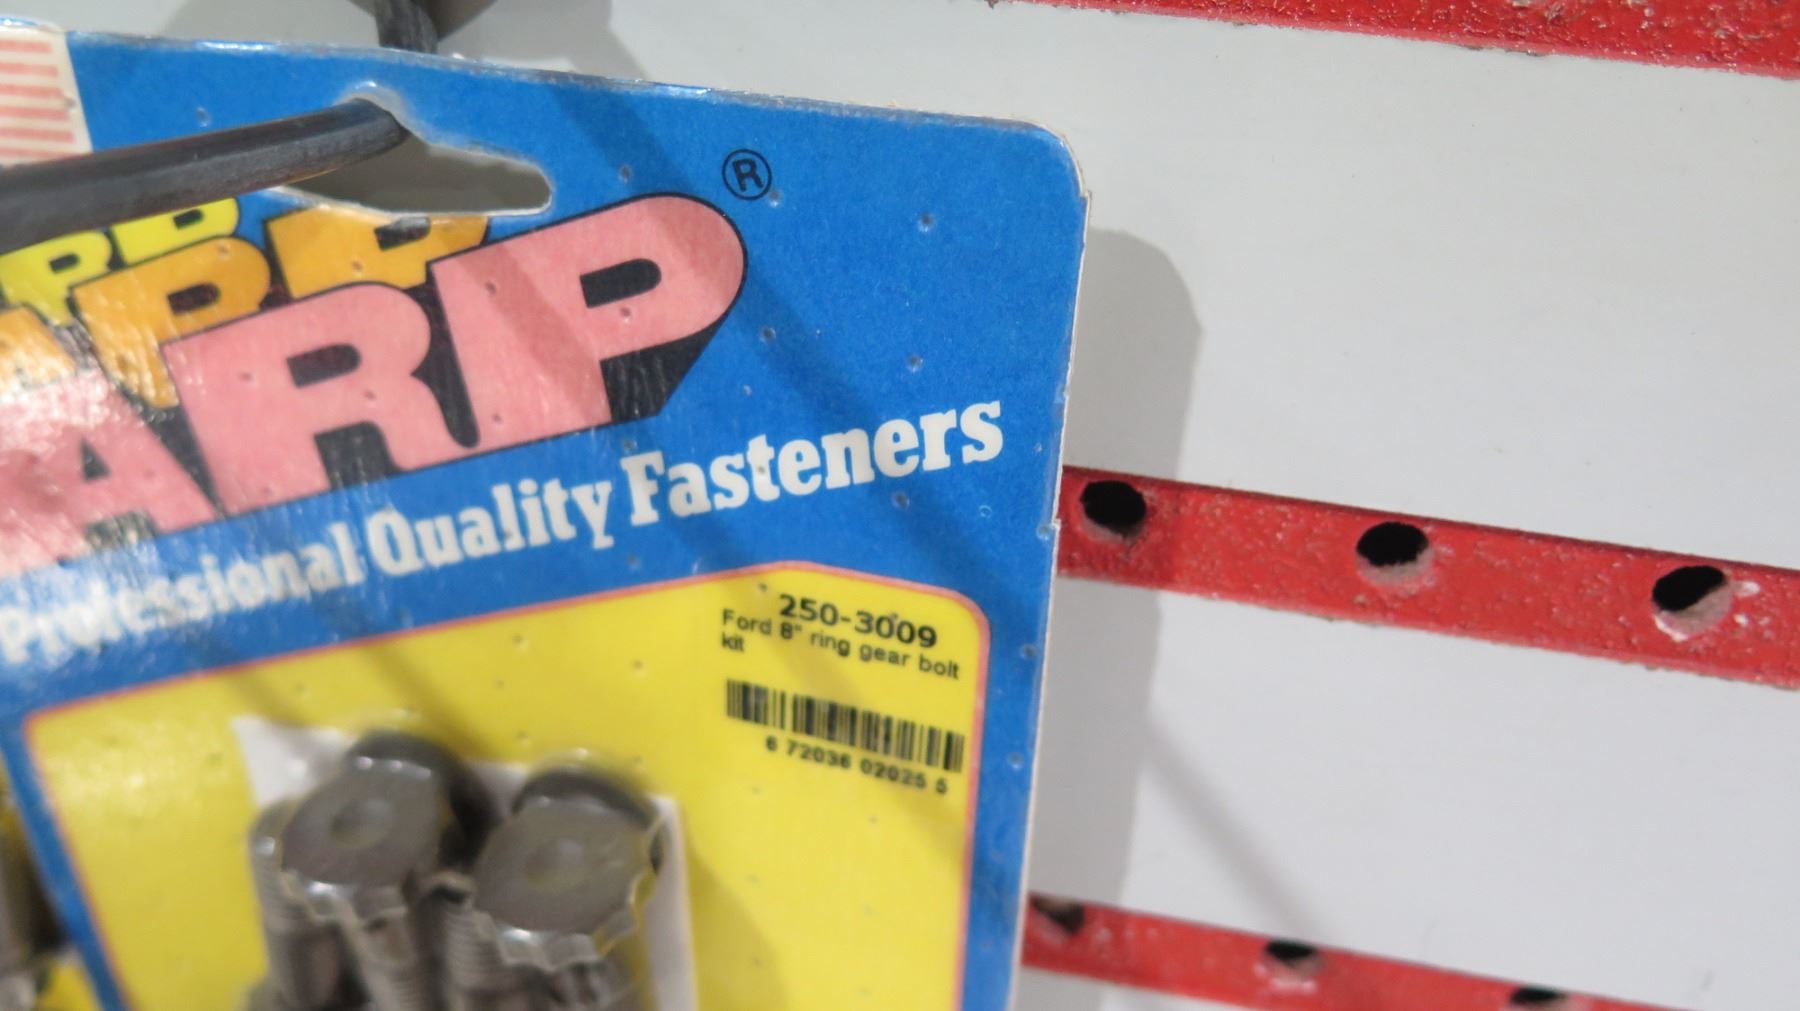 ARP®
Professional Quality Fasteners
250-3009
Ford 8" ring gear bolt
kit
6 72036 02025 5